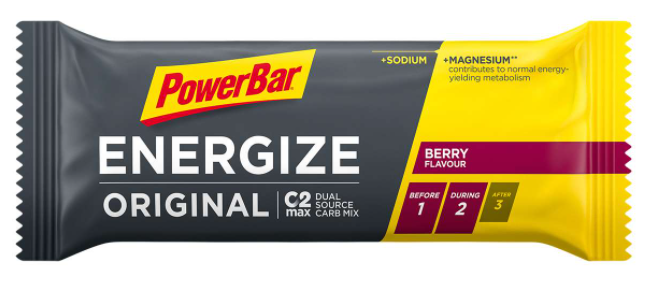 PowerBar
ENERGIZE
ORIGINAL
C2 max
DUAL
SOURCE
CARB MIX
+SODIUM
+MAGNESIUM**
contributes to normal energy-
yielding metabolism
BERRY
FLAVOUR
BEFORE
1
DURING
2
AFTER
3